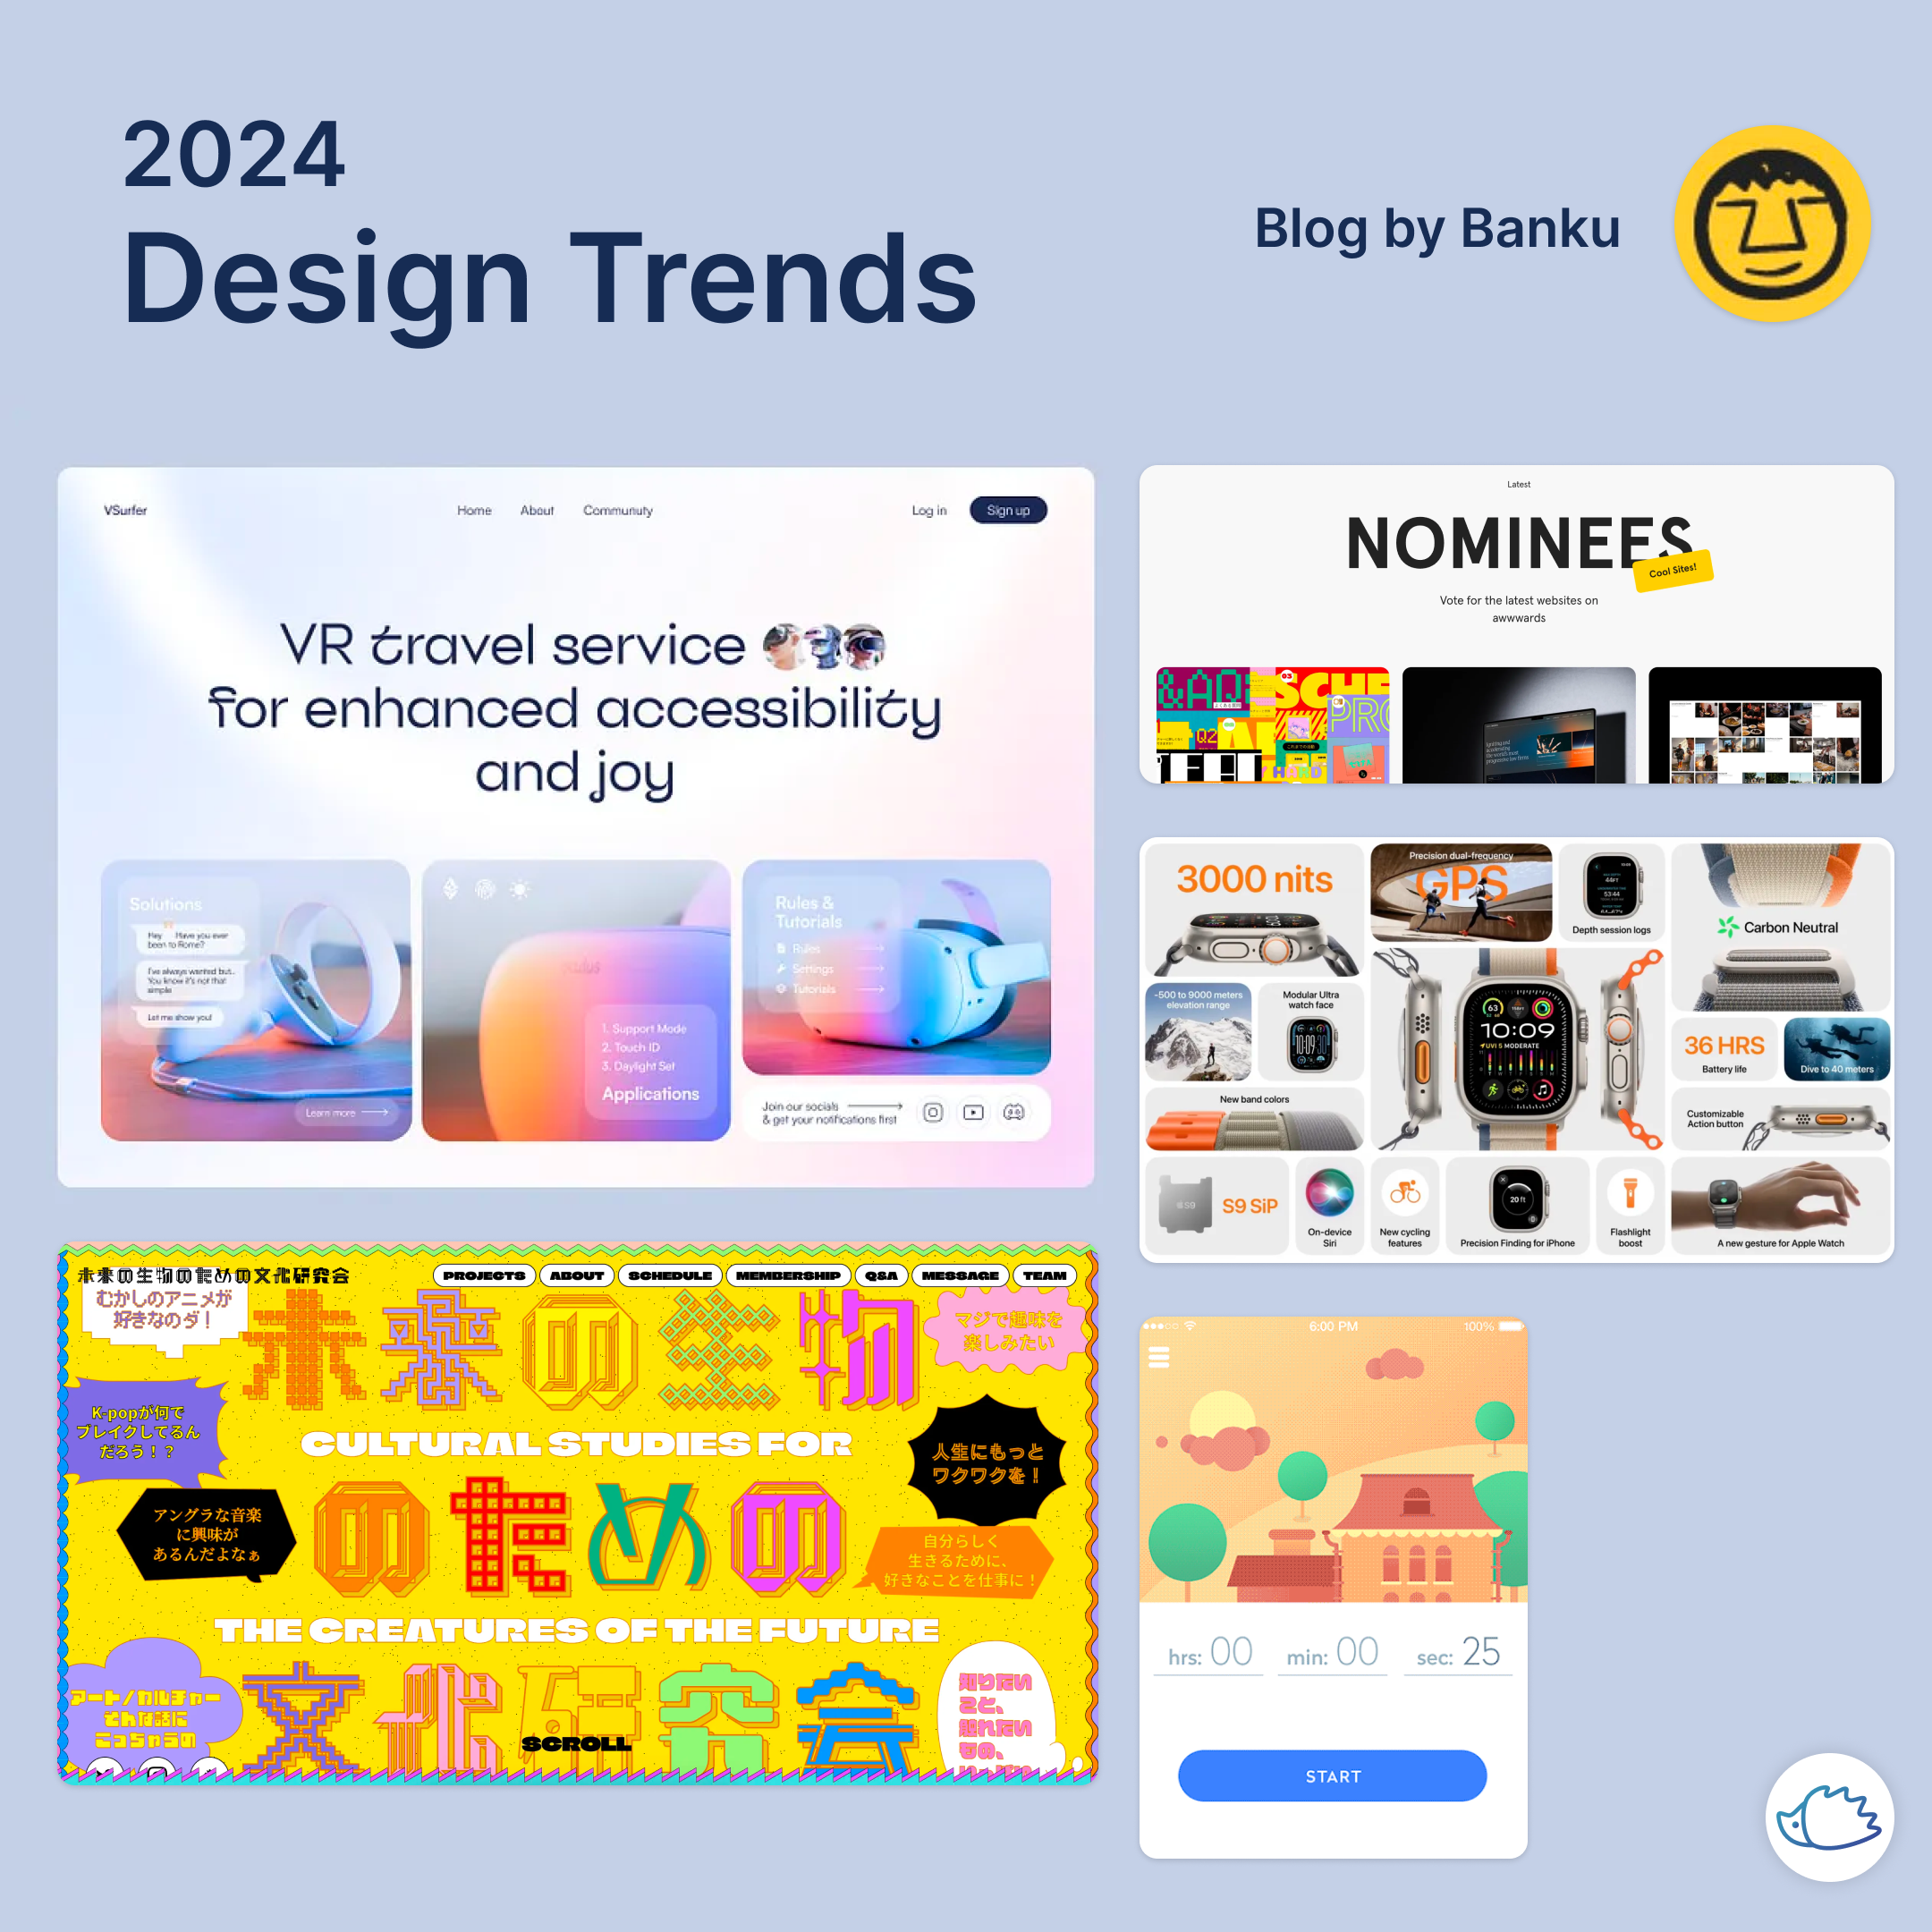 2024
Design Trends
Blog by Banku
VSurfer
Home
About
Communuty
Log in
Sign up
VR travel service
for enhanced accessibility
and joy
Solutions
Hey Have you ever
been to Rome?
I've always wanted but..
You know it's not that
simple
Let me show you!
Learn more
1. Support Mode
2. Touch ID
3. Daylight Set
Applications
Rules &
Tutorials
Rules
Settings
Tutorials
Join our socials
& get your notifications first
Latest
NOMINEES
Cool Sites!
Vote for the latest websites on
awwwards
&AQ
Q2
03
SCHE
PRO
HAND
3000 nits
Precision dual-frequency
GPS
Depth session logs
Carbon Neutral
-500 to 9000 meters
elevation range
Modular Ultra
watch face
63
10:09
UVI 5 MODERATE
36 HRS
Battery life
Dive to 40 meters
New band colors
Customizable
Action button
S9
S9 SiP
On-device
Siri
New cycling
features
20 ft
Precision Finding for iPhone
Flashlight
boost
A new gesture for Apple Watch
未来の生物のための文化研究会
PROJECTS
ABOUT
SCHEDULE
MEMBERSHIP
Q&A
MESSAGE
TEAM
むかしのアニメが
好きなのダ！
未来の生物
マジで趣味を
楽しみたい
K-popが何で
ブレイクしてるん
だろう！？
CULTURAL STUDIES FOR
人生にもっと
ワクワクを！
アングラな音楽
に興味が
あるんだよなぁ
のための
自分らしく
生きるために、
好きなことを仕事に！
THE CREATURES OF THE FUTURE
アート/カルチャー
そんな話に
こっちゃうの
文化研究会
SCROLL
知りたい
こと、
触れたい
もの、
6:00 PM
100%
hrs: 00
min: 00
sec: 25
START